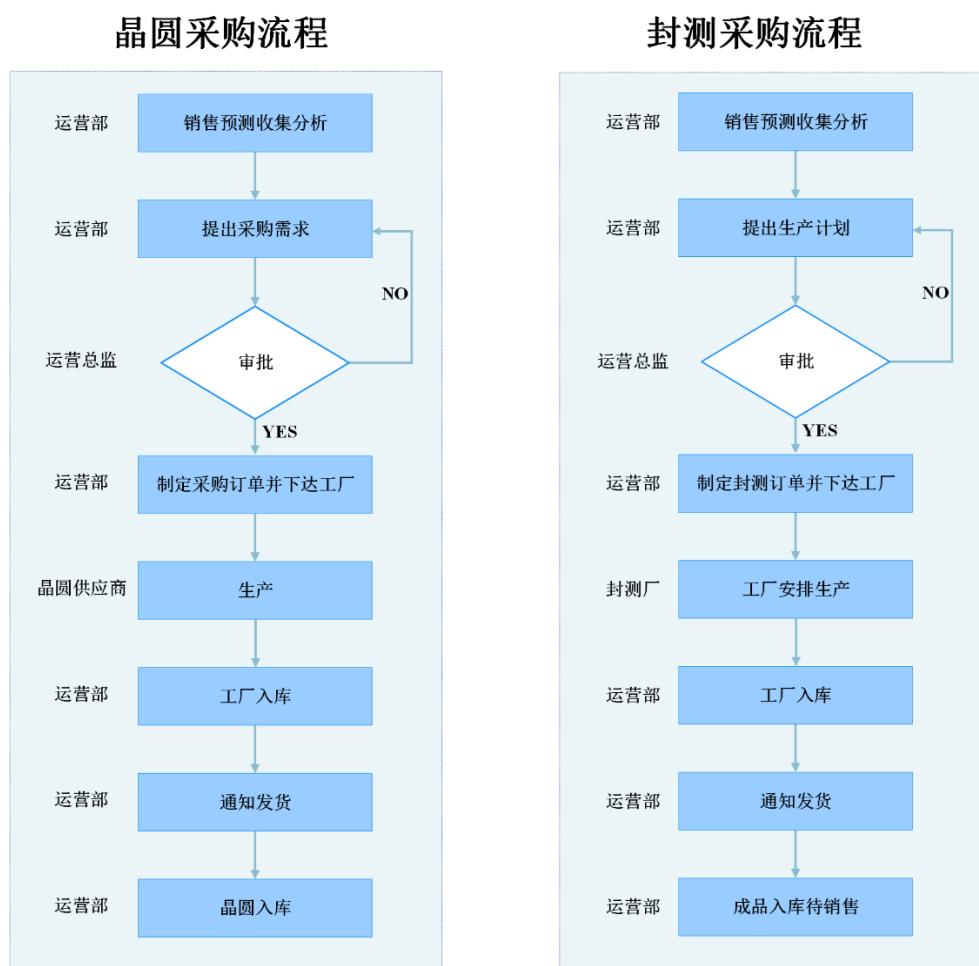 晶圆采购流程
运营部
销售预测收集分析
运营部
提出采购需求
NO
运营总监
审批
YES
运营部
制定采购订单并下达工厂
晶圆供应商
生产
运营部
工厂入库
运营部
通知发货
运营部
晶圆入库
封测采购流程
运营部
销售预测收集分析
运营部
提出生产计划
NO
运营总监
审批
YES
运营部
制定封测订单并下达工厂
封测厂
工厂安排生产
运营部
工厂入库
运营部
通知发货
运营部
成品入库待销售